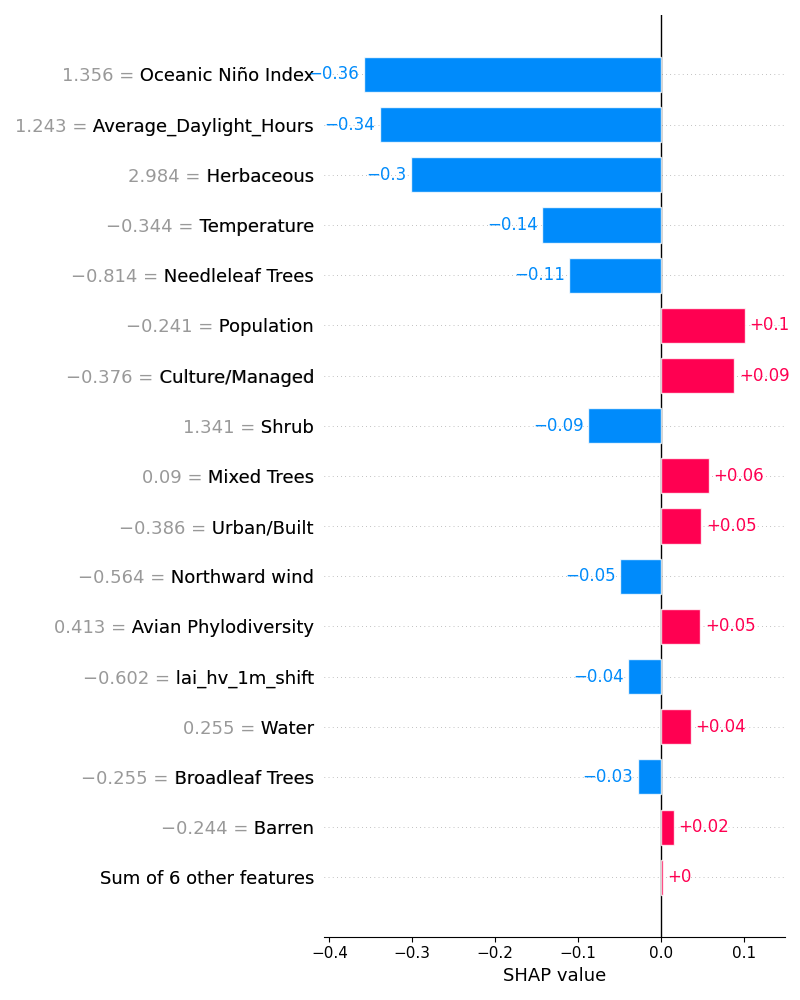 1.356 = Oceanic Niño Index −0.36
1.243 = Average_Daylight_Hours −0.34
2.984 = Herbaceous −0.3
−0.344 = Temperature −0.14
−0.814 = Needleleaf Trees −0.11
−0.241 = Population +0.1
−0.376 = Culture/Managed +0.09
1.341 = Shrub −0.09
0.09 = Mixed Trees +0.06
−0.386 = Urban/Built +0.05
−0.564 = Northward wind −0.05
0.413 = Avian Phylodiversity +0.05
−0.602 = lai_hv_1m_shift −0.04
0.255 = Water +0.04
−0.255 = Broadleaf Trees −0.03
−0.244 = Barren +0.02
Sum of 6 other features +0
−0.4 −0.3 −0.2 −0.1 0.0 0.1
SHAP value